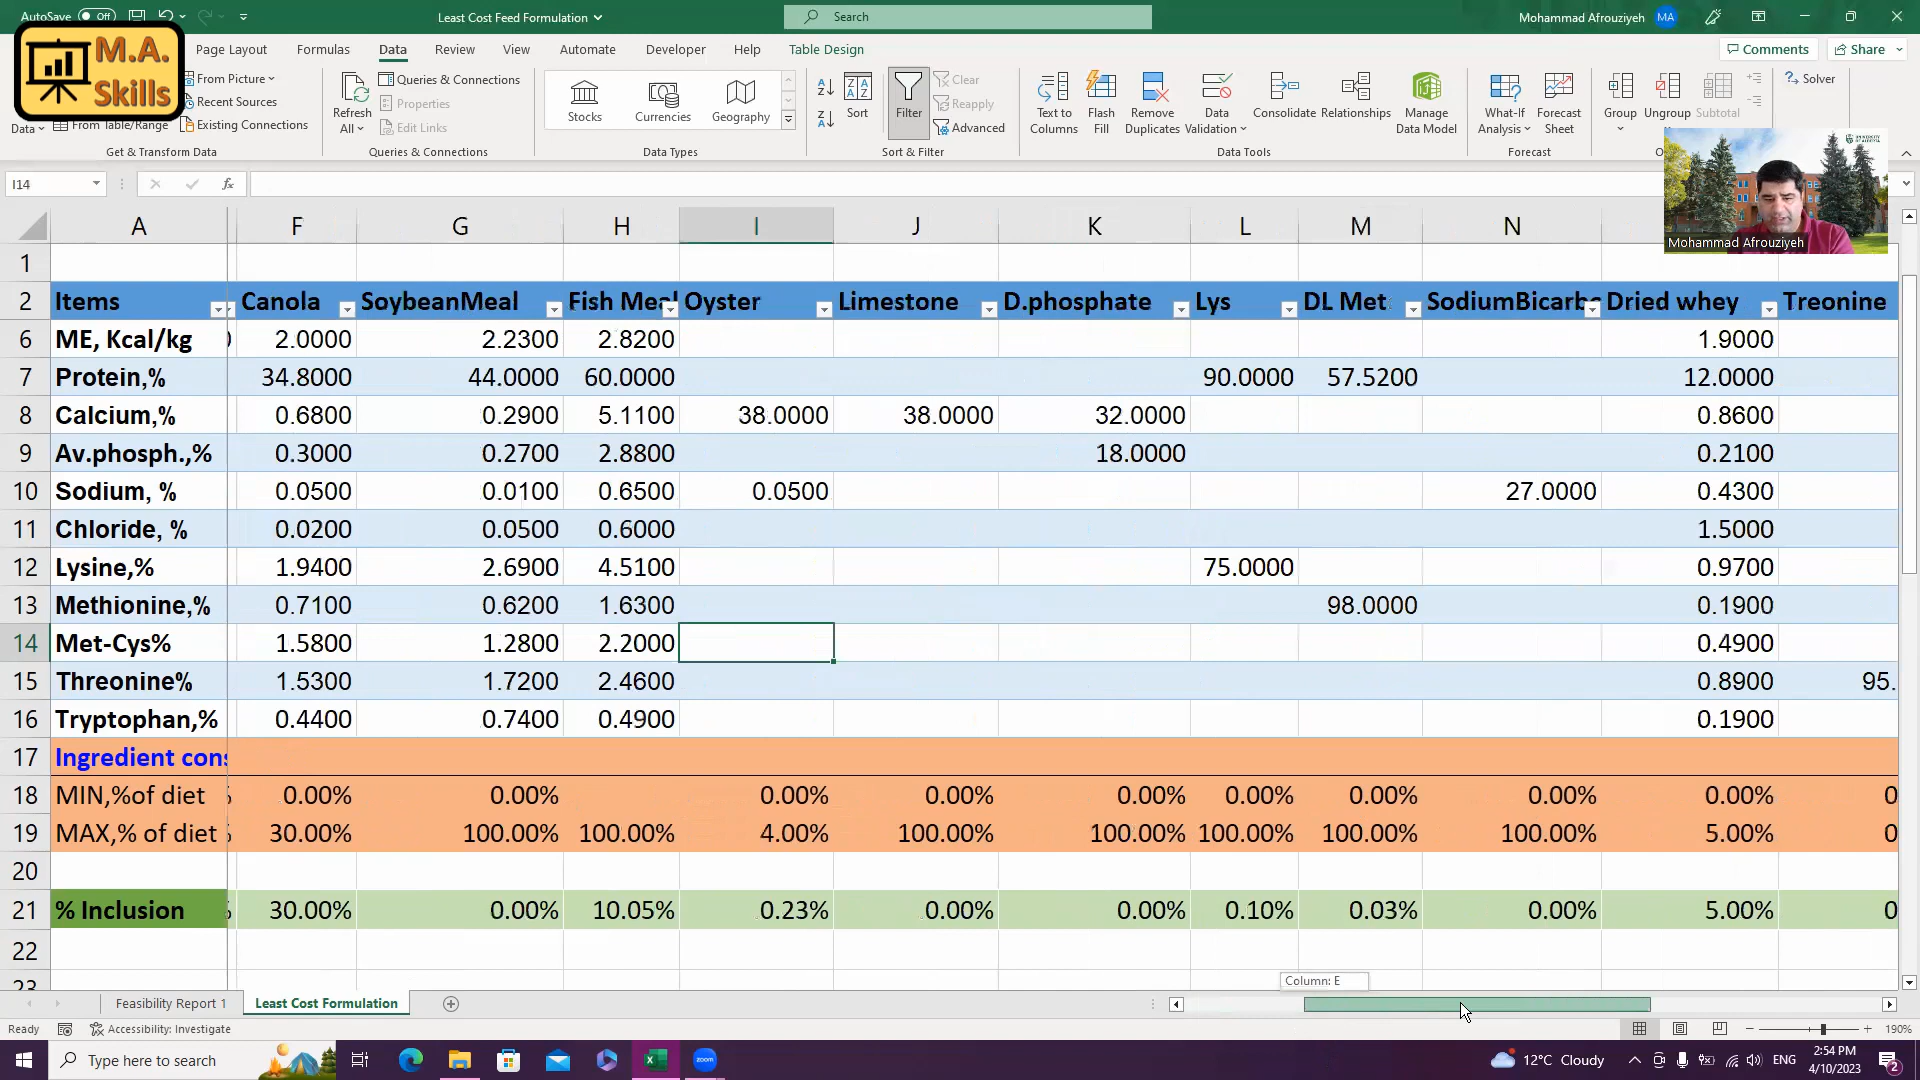 AutoSave Off
Least Cost Feed Formulation
Search
Mohammad Afrouziyeh MA
M.A. Skills
Page Layout Formulas Data Review View Automate Developer Help Table Design
Comments Share
From Picture
Recent Sources
Existing Connections
From Table/Range
Data
Get & Transform Data
Refresh All
Queries & Connections
Properties
Edit Links
Queries & Connections
Stocks Currencies Geography
Data Types
Sort Filter
Clear
Reapply
Advanced
Sort & Filter
Text to Columns
Flash Fill
Remove Duplicates
Data Validation
Consolidate
Relationships
Manage Data Model
Data Tools
What-If Analysis
Forecast Sheet
Forecast
Group Ungroup Subtotal
Solver
Mohammad Afrouziyeh
I14
fx
A F G H I J K L M N
1
2 Items Canola SoybeanMeal Fish Meal Oyster Limestone D.phosphate Lys DL Met SodiumBicarbo Dried whey Treonine
6 ME, Kcal/kg 2.0000 2.2300 2.8200 1.9000
7 Protein,% 34.8000 44.0000 60.0000 90.0000 57.5200 12.0000
8 Calcium,% 0.6800 0.2900 5.1100 38.0000 38.0000 32.0000 0.8600
9 Av.phosph.,% 0.3000 0.2700 2.8800 18.0000 0.2100
10 Sodium, % 0.0500 0.0100 0.6500 0.0500 27.0000 0.4300
11 Chloride, % 0.0200 0.0500 0.6000 1.5000
12 Lysine,% 1.9400 2.6900 4.5100 75.0000 0.9700
13 Methionine,% 0.7100 0.6200 1.6300 98.0000 0.1900
14 Met-Cys% 1.5800 1.2800 2.2000 0.4900
15 Threonine% 1.5300 1.7200 2.4600 0.8900 95.
16 Tryptophan,% 0.4400 0.7400 0.4900 0.1900
17 Ingredient cons
18 MIN,%of diet 0.00% 0.00% 0.00% 0.00% 0.00% 0.00% 0.00% 0.00% 0.00% 0
19 MAX,% of diet 30.00% 100.00% 100.00% 4.00% 100.00% 100.00% 100.00% 100.00% 100.00% 5.00% 0
20
21 % Inclusion 30.00% 0.00% 10.05% 0.23% 0.00% 0.00% 0.10% 0.03% 0.00% 5.00% 0
22
23
Column: E
Feasibility Report 1 Least Cost Formulation
Ready Accessibility: Investigate
190%
Type here to search
zoom
12°C Cloudy
ENG
2:54 PM
4/10/2023
2